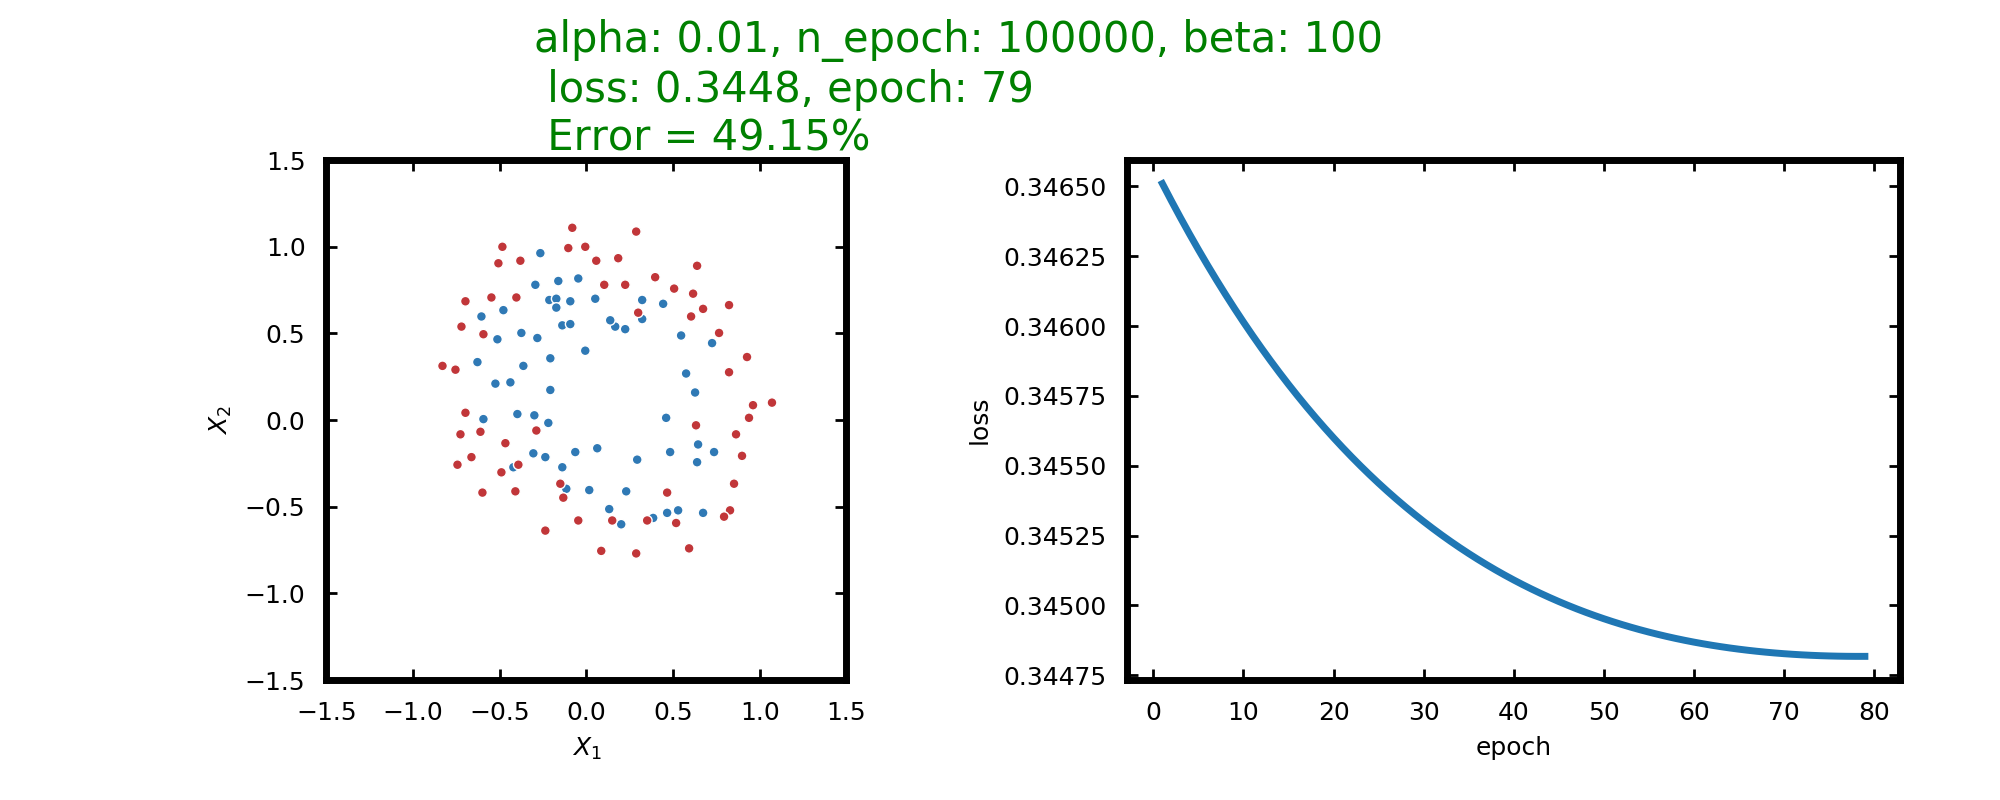 alpha: 0.01, n_epoch: 100000, beta: 100
loss: 0.3448, epoch: 79
Error = 49.15%
1.5
1.0
0.5
0.0
−0.5
−1.0
−1.5
X₂
−1.5 −1.0 −0.5 0.0 0.5 1.0 1.5
X₁
0.34650
0.34625
0.34600
0.34575
0.34550
0.34525
0.34500
0.34475
loss
0 10 20 30 40 50 60 70 80
epoch